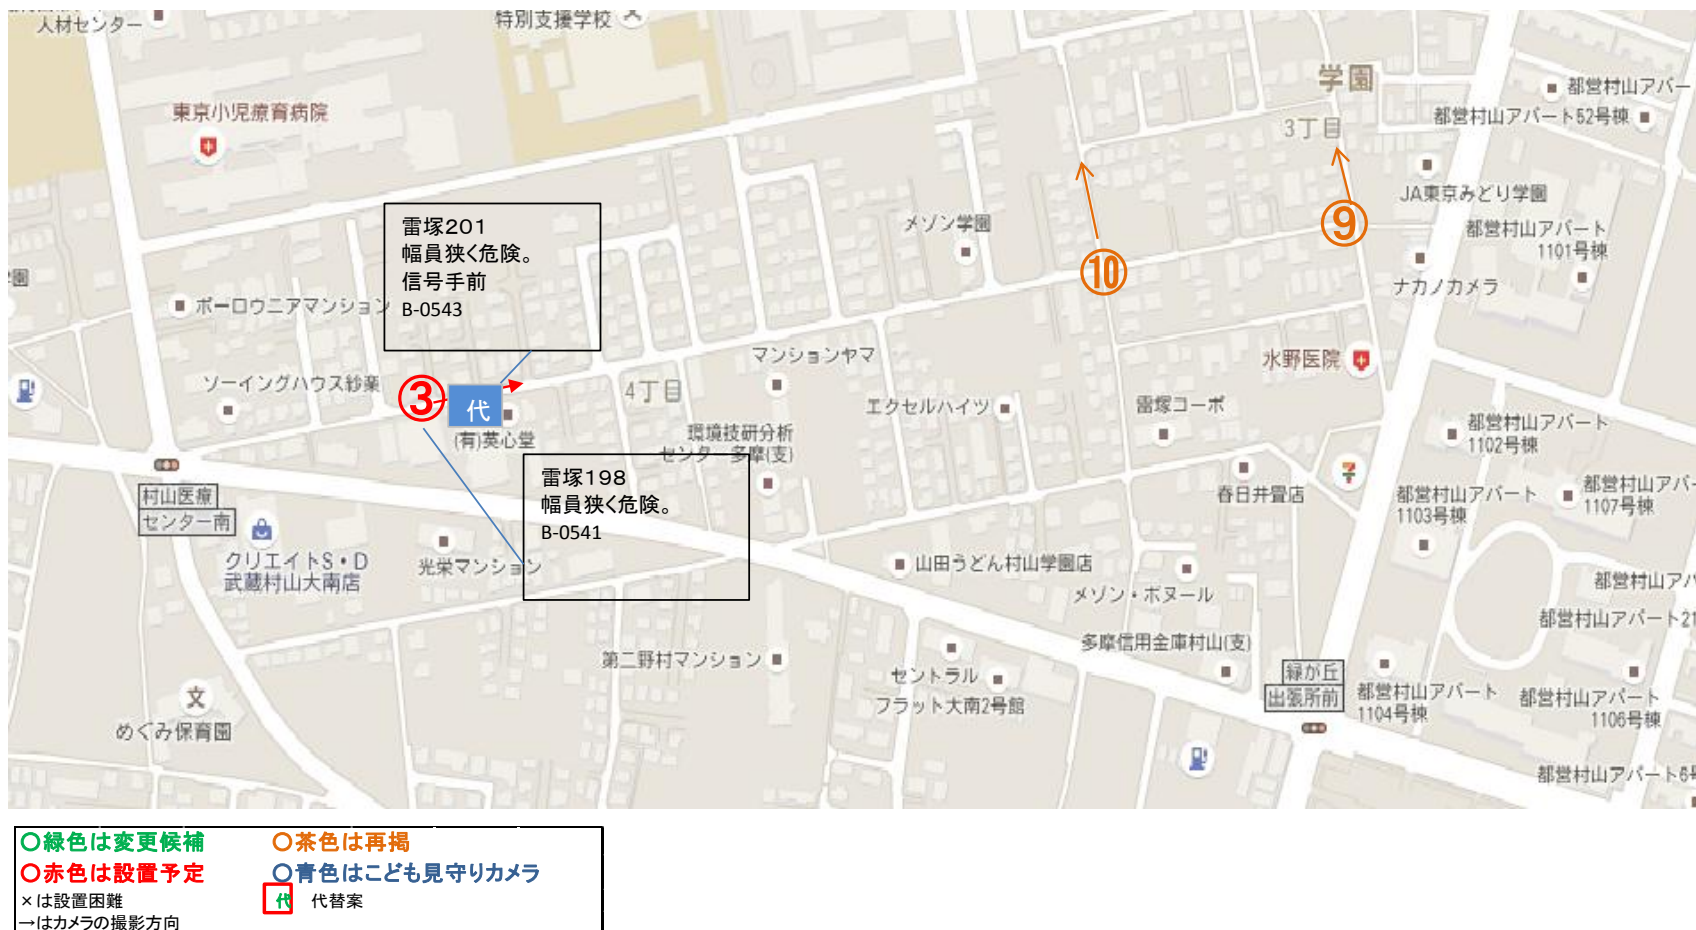 人材センター
特別支援学校
東京小児療育病院
学園
3丁目
都営村山アパー
都営村山アパート52号棟
JA東京みどり学園
都営村山アパート
1101号棟
⑨
メゾン学園
⑩
ナカノカメラ
雷塚201
幅員狭く危険。
信号手前
B-0543
園
ポーロウニアマンション
マンションヤマ
水野医院
ソーイングハウス紗楽
③
代
(有)英心堂
4丁目
エクセルハイツ
雷塚コーポ
環境技研分析
センター多摩(支)
都営村山アパート
1102号棟
雷塚198
幅員狭く危険。
B-0541
村山医療
センター南
春日井畳店
都営村山アパート
1103号棟
都営村山アパー
1107号棟
クリエイトS・D
武蔵村山大南店
光栄マンション
山田うどん村山学園店
メゾン・ボヌール
都営村山アパ
都営村山アパート21
多摩信用金庫村山(支)
第二野村マンション
セントラル
フラット大南2号館
緑が丘
出張所前
都営村山アパート
1104号棟
都営村山アパート
1106号棟
文
めぐみ保育園
都営村山アパート6号
○緑色は変更候補
○茶色は再掲
○赤色は設置予定
○青色はこども見守りカメラ
×は設置困難
代 代替案
→はカメラの撮影方向